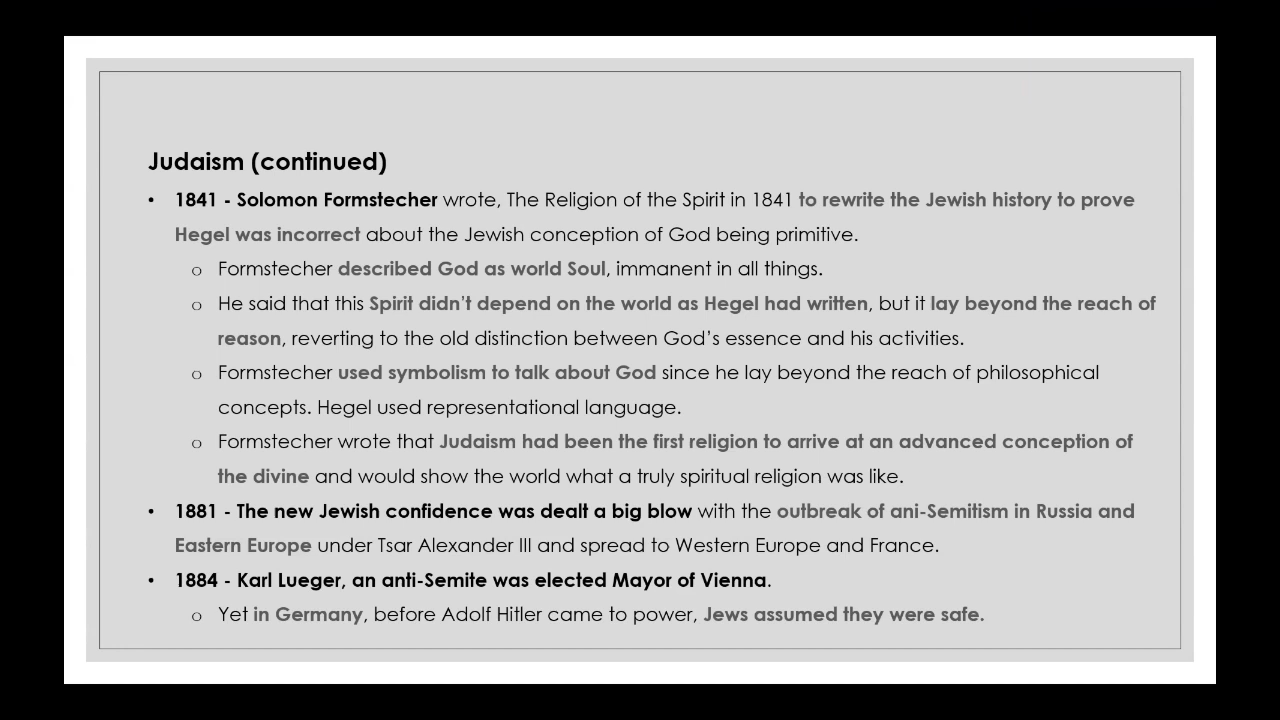 Judaism (continued)
• 1841 - Solomon Formstecher wrote, The Religion of the Spirit in 1841 to rewrite the Jewish history to prove
Hegel was incorrect about the Jewish conception of God being primitive.
o Formstecher described God as world Soul, immanent in all things.
o He said that this Spirit didn't depend on the world as Hegel had written, but it lay beyond the reach of
reason, reverting to the old distinction between God’s essence and his activities.
o Formstecher used symbolism to talk about God since he lay beyond the reach of philosophical
concepts. Hegel used representational language.
o Formstecher wrote that Judaism had been the first religion to arrive at an advanced conception of
the divine and would show the world what a truly spiritual religion was like.
• 1881 - The new Jewish confidence was dealt a big blow with the outbreak of ani-Semitism in Russia and
Eastern Europe under Tsar Alexander III and spread to Western Europe and France.
• 1884 - Karl Lueger, an anti-Semite was elected Mayor of Vienna.
o Yet in Germany, before Adolf Hitler came to power, Jews assumed they were safe.